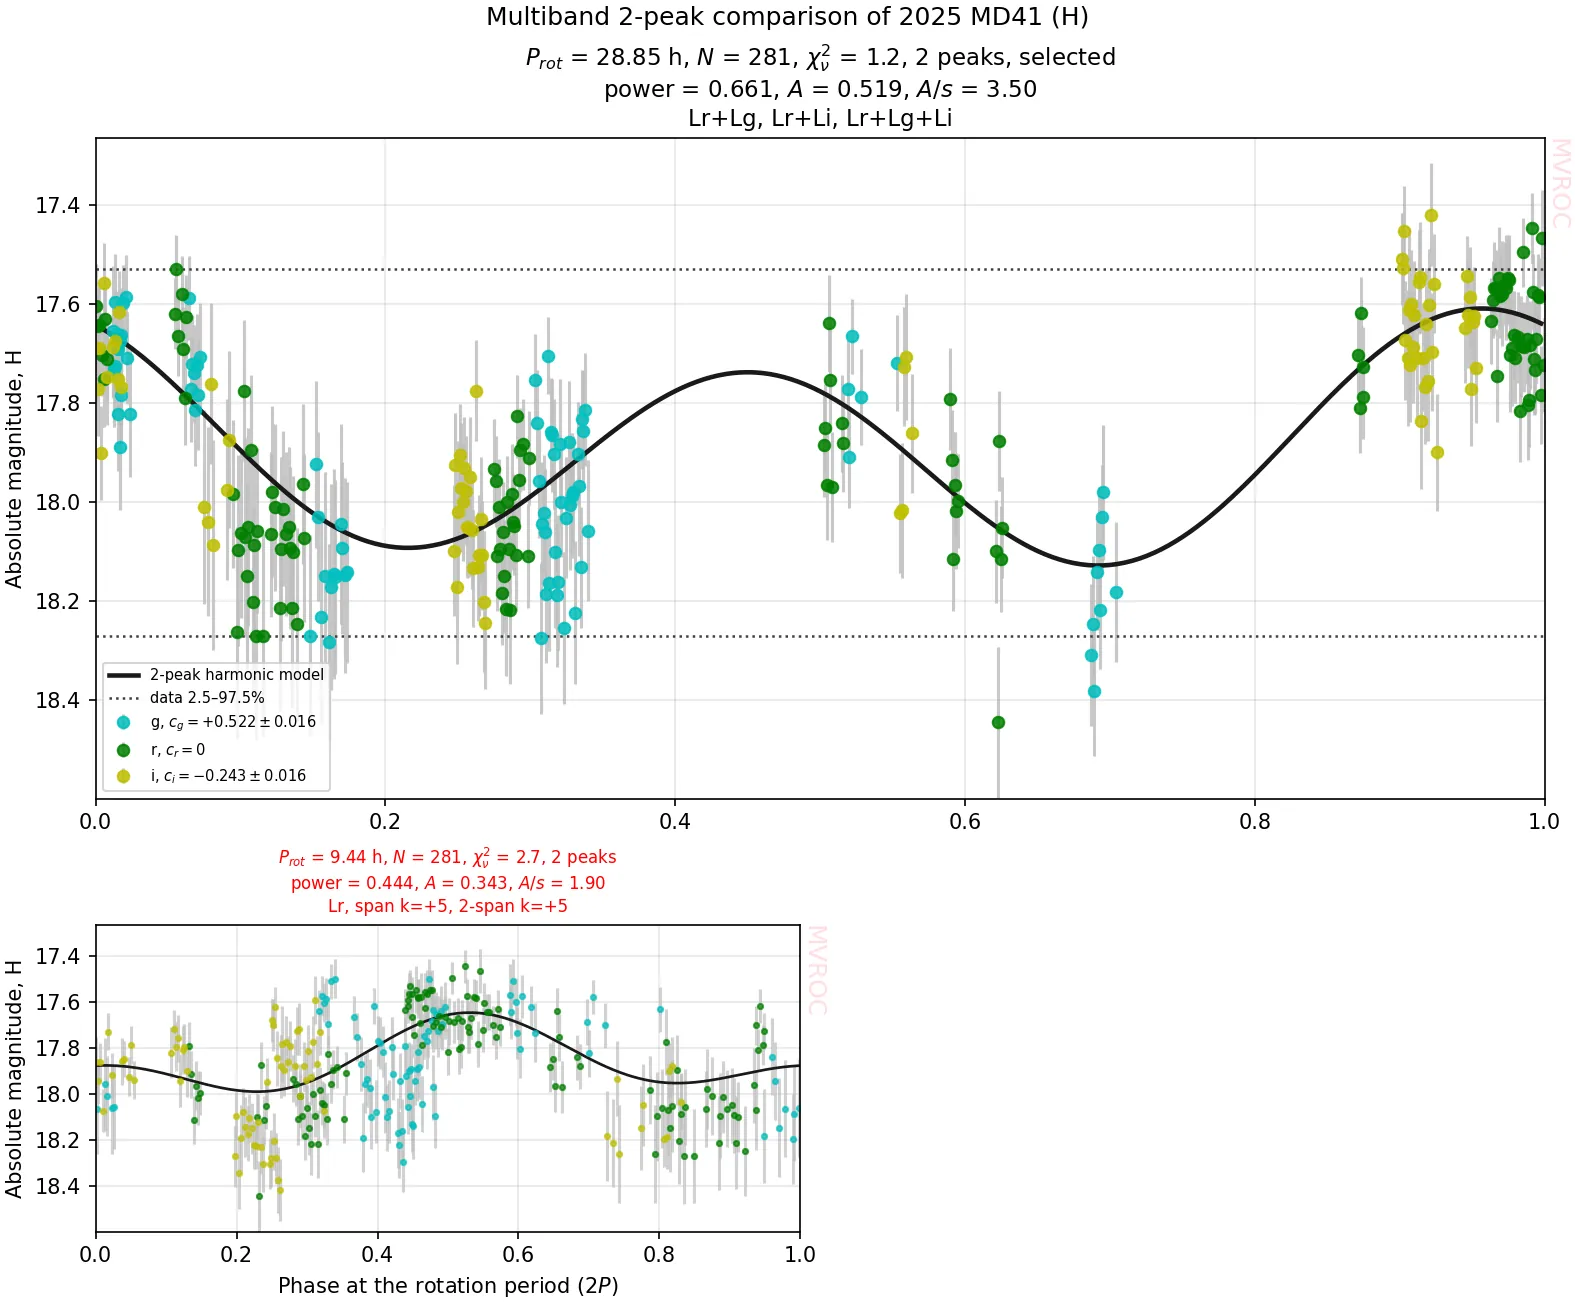 Multiband 2-peak comparison of 2025 MD41 (H)
P_rot = 28.85 h, N = 281, χ²_ν = 1.2, 2 peaks, selected
power = 0.661, A = 0.519, A/s = 3.50
Lr+Lg, Lr+Li, Lr+Lg+Li
MVROC
Absolute magnitude, H
17.4
17.6
17.8
18.0
18.2
18.4
2-peak harmonic model
data 2.5–97.5%
g, c_g = +0.522 ± 0.016
r, c_r = 0
i, c_i = −0.243 ± 0.016
0.0 0.2 0.4 0.6 0.8 1.0
P_rot = 9.44 h, N = 281, χ²_ν = 2.7, 2 peaks
power = 0.444, A = 0.343, A/s = 1.90
Lr, span k=+5, 2-span k=+5
MVROC
Absolute magnitude, H
17.4
17.6
17.8
18.0
18.2
18.4
0.0 0.2 0.4 0.6 0.8 1.0
Phase at the rotation period (2P)